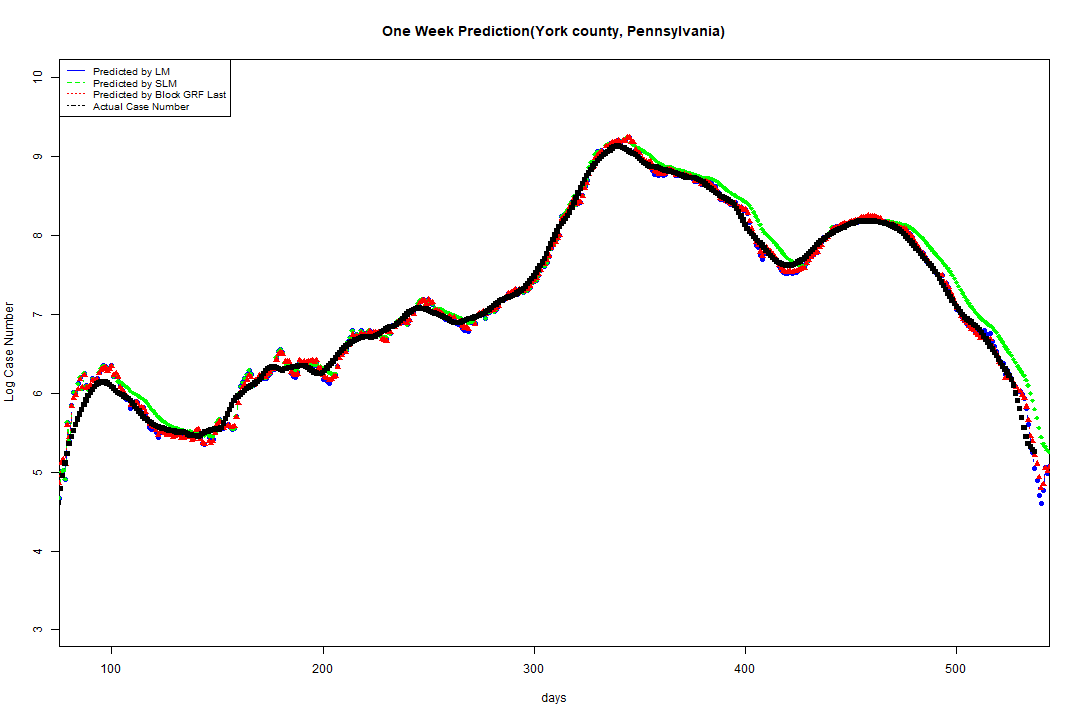 One Week Prediction(York county, Pennsylvania)
Predicted by LM
Predicted by SLM
Predicted by Block GRF Last
Actual Case Number
Log Case Number
10
9
8
7
6
5
4
3
100 200 300 400 500
days